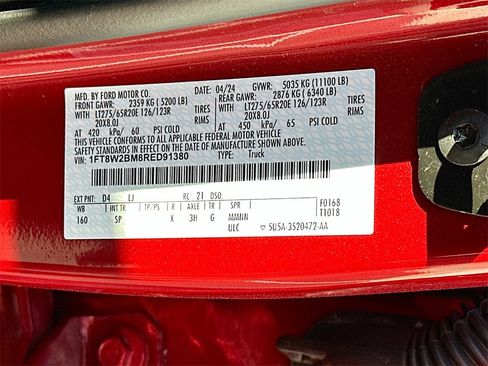 MFD. BY FORD MOTOR CO. 04/24 GVWR: 5035 KG (11100 LB)
FRONT GAWR: 2359 KG (5200 LB) REAR GAWR: 2876 KG (6340 LB)
LT275/65R20E 126/123R TIRES LT275/65R20E 126/123R TIRES
20X8.0J RIMS 20X8.0J RIMS
AT 420 kPa/ 60 PSI COLD AT 450 kPa/ 65 PSI COLD
THIS VEHICLE CONFORMS TO ALL APPLICABLE FEDERAL MOTOR VEHICLE
SAFETY STANDARDS IN EFFECT ON THE DATE OF MANUFACTURE SHOWN ABOVE.
VIN: 1FT8W2BM8RED91380 TYPE: Truck
EXT PNT: D4 LJ RC: 21 DSO:
WB INT TR TP/PS R AXLE TR SPR F0168
160 SP X 3H G MANN T1018
ULC 5U5A-3520472-AA